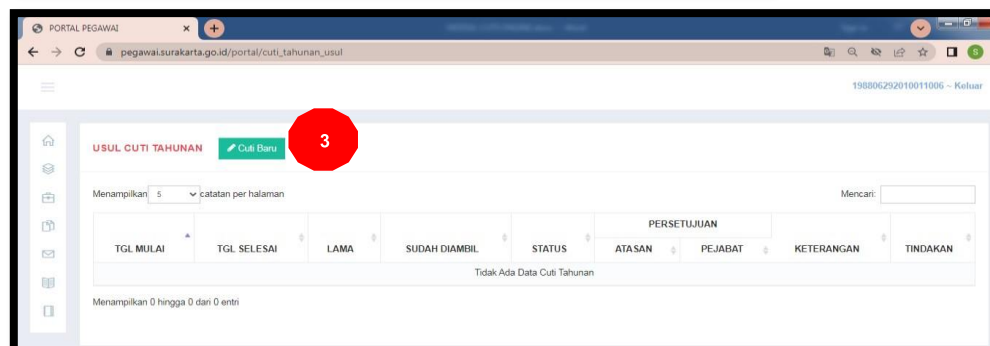 PORTAL PEGAWAI
pegawai.surakarta.go.id/portal/cuti_tahunan_usul
S
198806292010011006 ~ Keluar
USUL CUTI TAHUNAN
Cuti Baru
3
Menampilkan 5 catatan per halaman
Mencari:
PERSETUJUAN
TGL MULAI TGL SELESAI LAMA SUDAH DIAMBIL STATUS ATASAN PEJABAT KETERANGAN TINDAKAN
Tidak Ada Data Cuti Tahunan
Menampilkan 0 hingga 0 dari 0 entri